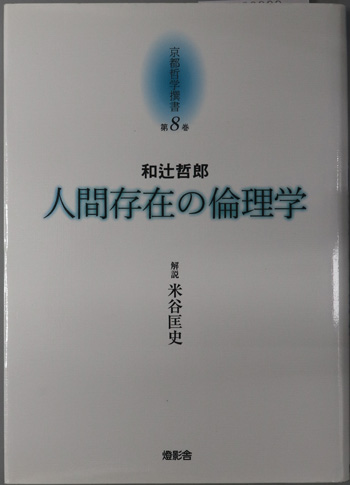 京都哲学撰書
第8巻
和辻哲郎
人間存在の倫理学
解説 米谷匡史
燈影舎